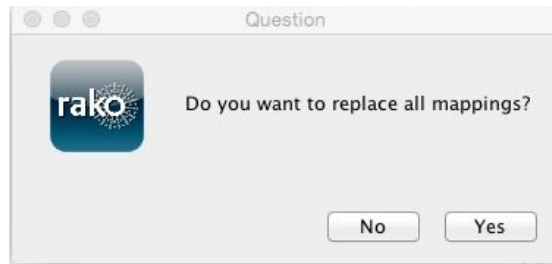 Question
rako
Do you want to replace all mappings?
No
Yes